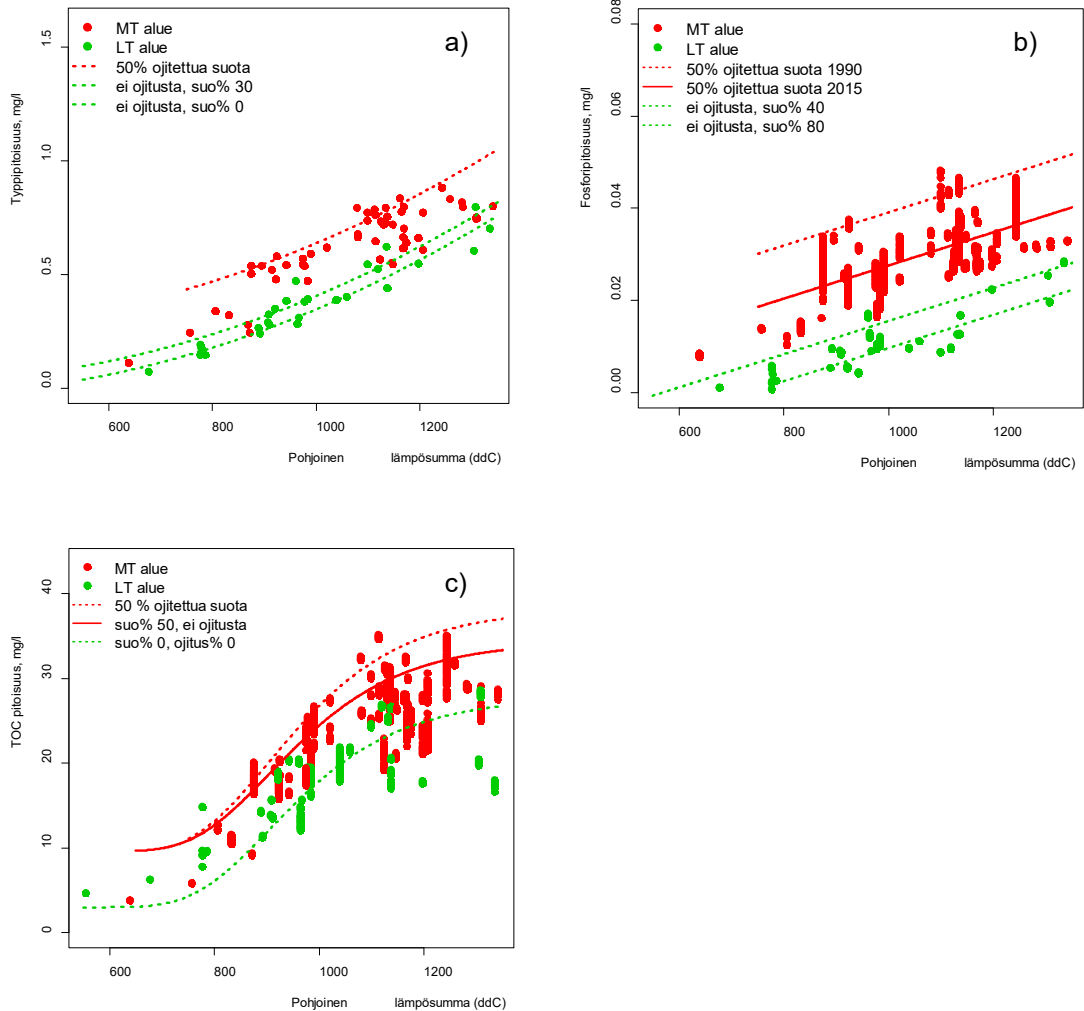 a)
MT alue
LT alue
50% ojitettua suota
ei ojitusta, suo% 30
ei ojitusta, suo% 0
Typpipitoisuus, mg/l
1.5
1.0
0.5
0.0
600 800 1000 1200
Pohjoinen lämpösumma (ddC)
b)
MT alue
LT alue
50% ojitettua suota 1990
50% ojitettua suota 2015
ei ojitusta, suo% 40
ei ojitusta, suo% 80
Fosforipitoisuus, mg/l
0.08
0.06
0.04
0.02
0.00
600 800 1000 1200
Pohjoinen lämpösumma (ddC)
c)
MT alue
LT alue
50 % ojitettua suota
suo% 50, ei ojitusta
suo% 0, ojitus% 0
TOC pitoisuus, mg/l
40
30
20
10
0
600 800 1000 1200
Pohjoinen lämpösumma (ddC)